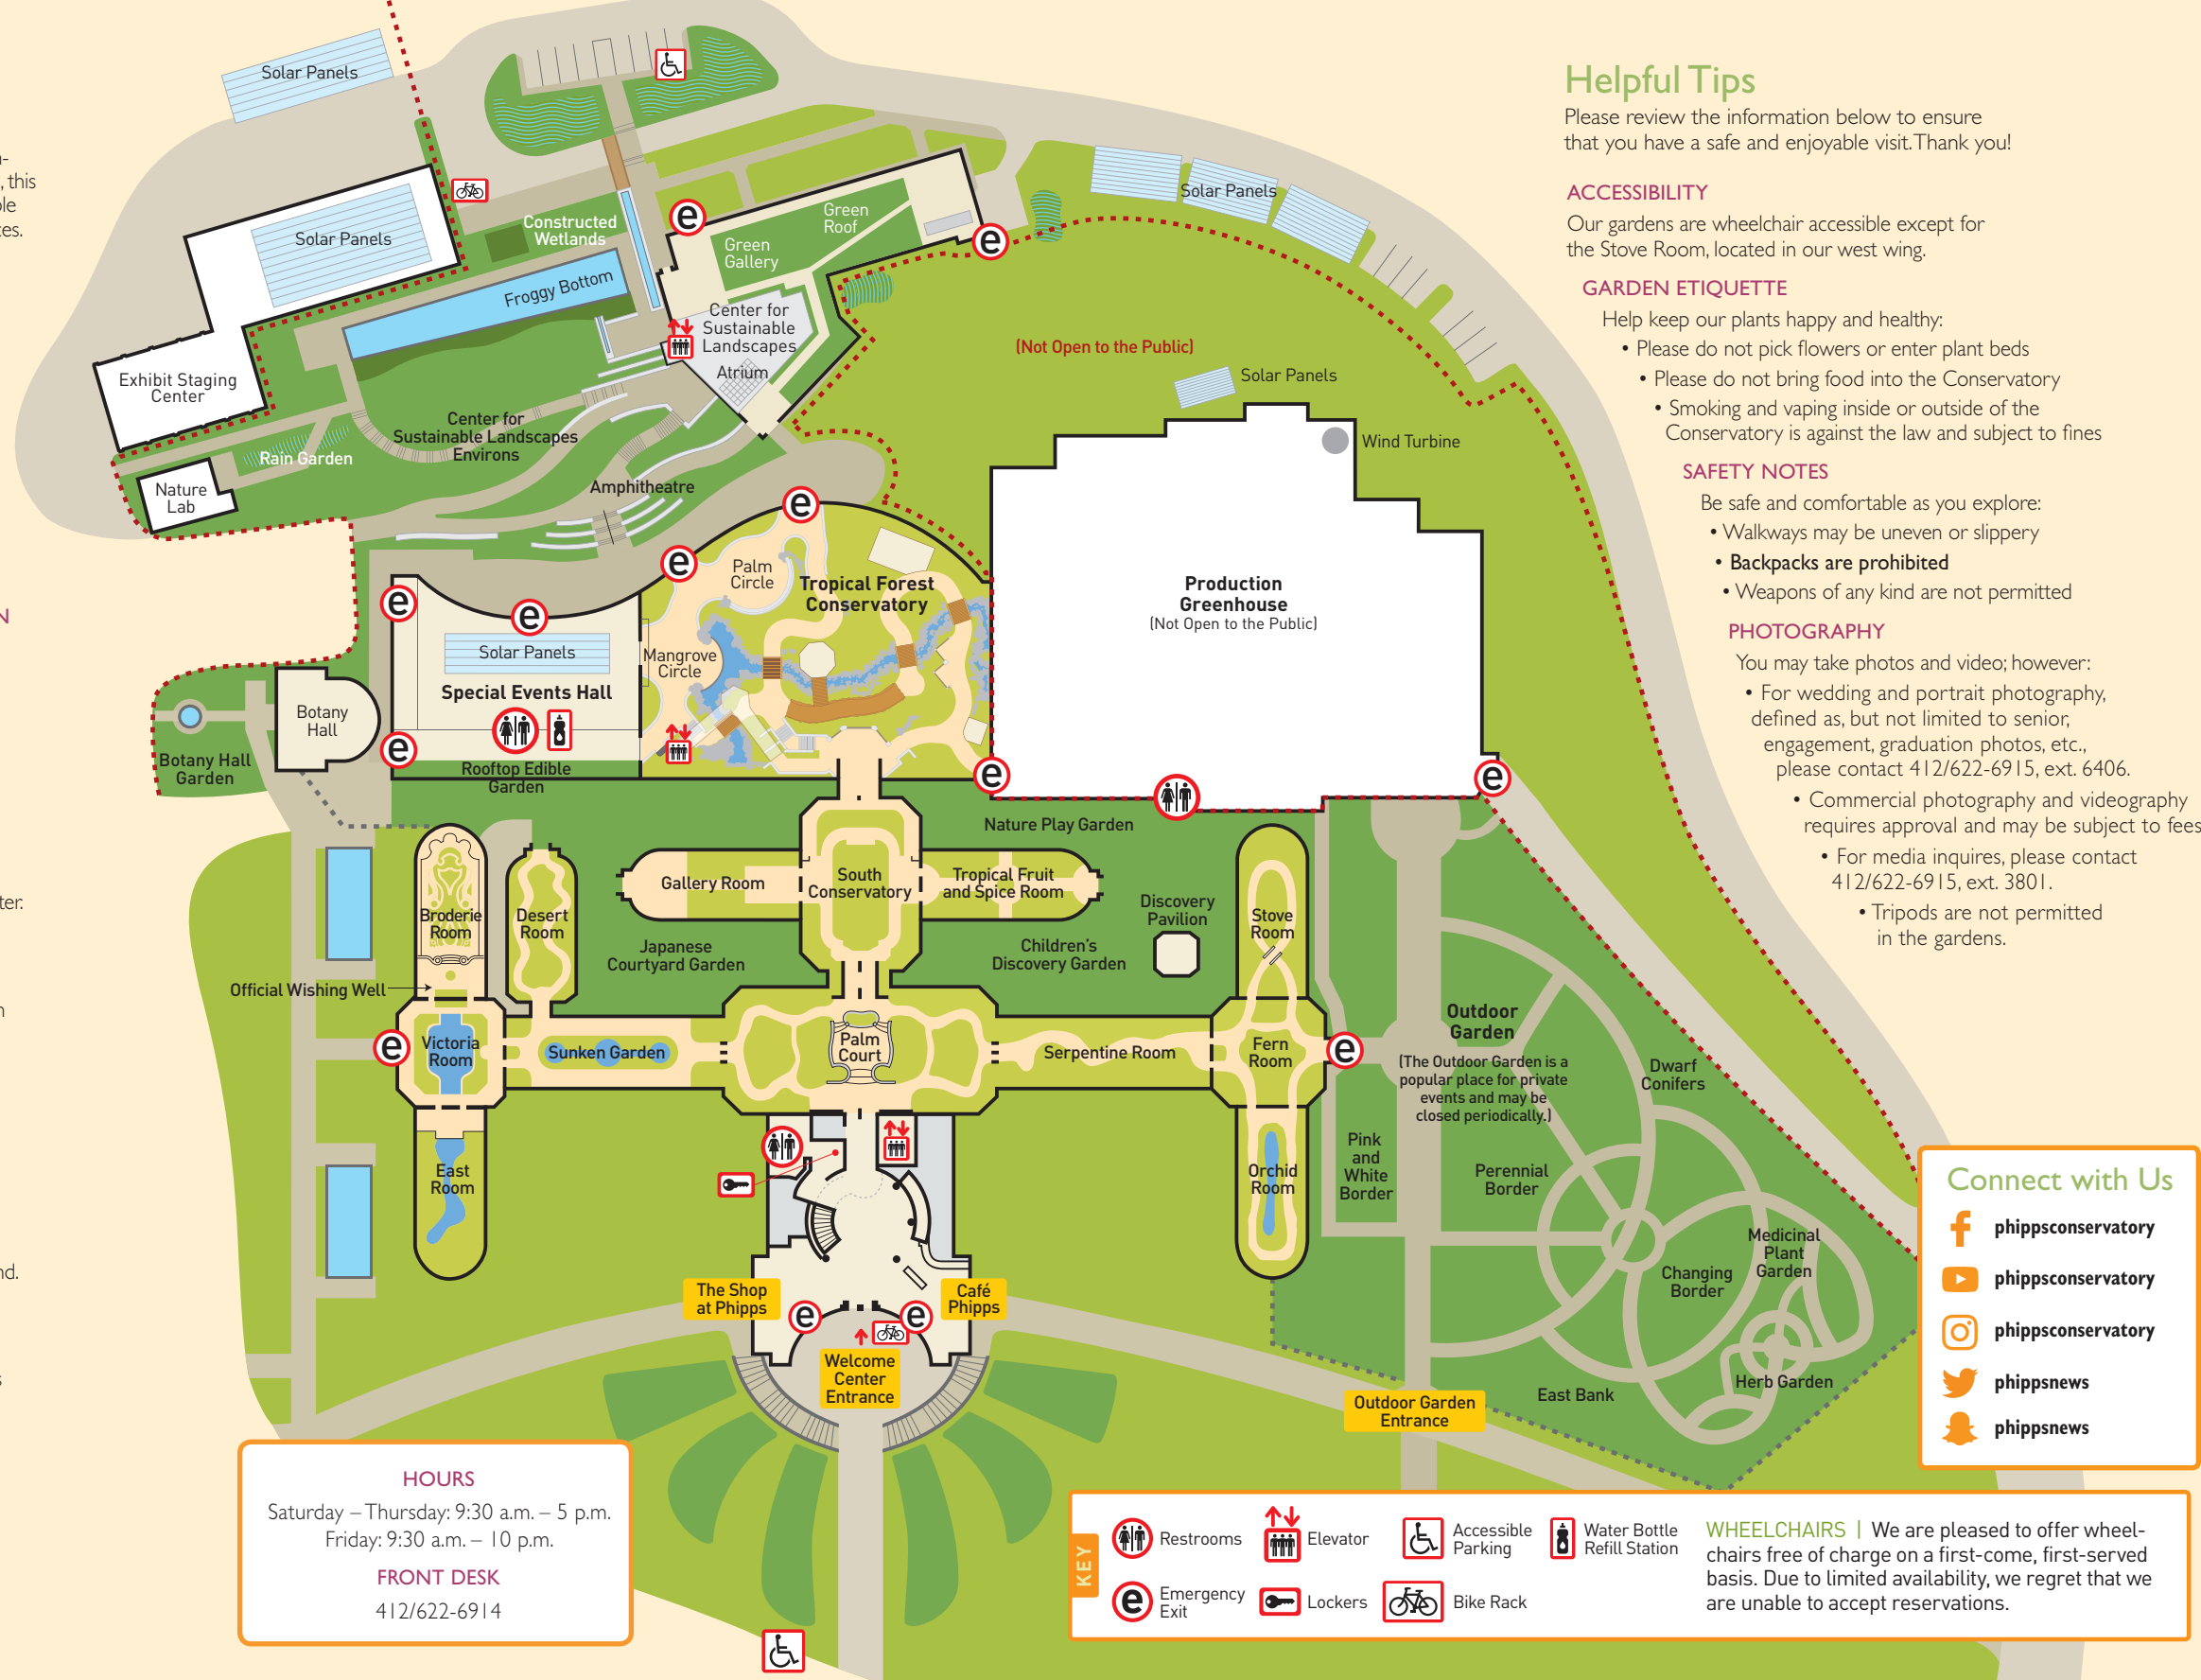 , this
ces.
N
ter.
nd.
Solar Panels
Solar Panels
Constructed
Wetlands
Froggy Bottom
Green
Roof
Green
Gallery
Center for
Sustainable
Landscapes
Atrium
Exhibit Staging
Center
Center for
Sustainable Landscapes
Environs
Rain Garden
Nature
Lab
Amphitheatre
Solar Panels
(Not Open to the Public)
Solar Panels
Wind Turbine
Production
Greenhouse
(Not Open to the Public)
Palm
Circle
Tropical Forest
Conservatory
Mangrove
Circle
Solar Panels
Special Events Hall
Rooftop Edible
Garden
Botany
Hall
Botany Hall
Garden
Nature Play Garden
Gallery Room
South
Conservatory
Tropical Fruit
and Spice Room
Broderie
Room
Desert
Room
Japanese
Courtyard Garden
Children's
Discovery Garden
Discovery
Pavilion
Stove
Room
Official Wishing Well
Victoria
Room
Sunken Garden
Palm
Court
Serpentine Room
Fern
Room
East
Room
Orchid
Room
Outdoor
Garden
(The Outdoor Garden is a
popular place for private
events and may be
closed periodically.)
Dwarf
Conifers
Pink
and
White
Border
Perennial
Border
Medicinal
Plant
Garden
Changing
Border
Herb Garden
East Bank
The Shop
at Phipps
Café
Phipps
Welcome
Center
Entrance
Outdoor Garden
Entrance
e
e
e
e
e
e
e
e
e
e
e
e
e
e
Helpful Tips
Please review the information below to ensure
that you have a safe and enjoyable visit. Thank you!
ACCESSIBILITY
Our gardens are wheelchair accessible except for
the Stove Room, located in our west wing.
GARDEN ETIQUETTE
Help keep our plants happy and healthy:
• Please do not pick flowers or enter plant beds
• Please do not bring food into the Conservatory
• Smoking and vaping inside or outside of the
Conservatory is against the law and subject to fines
SAFETY NOTES
Be safe and comfortable as you explore:
• Walkways may be uneven or slippery
• Backpacks are prohibited
• Weapons of any kind are not permitted
PHOTOGRAPHY
You may take photos and video; however:
• For wedding and portrait photography,
defined as, but not limited to senior,
engagement, graduation photos, etc.,
please contact 412/622-6915, ext. 6406.
• Commercial photography and videography
requires approval and may be subject to fees
• For media inquires, please contact
412/622-6915, ext. 3801.
• Tripods are not permitted
in the gardens.
Connect with Us
phippsconservatory
phippsconservatory
phippsconservatory
phippsnews
phippsnews
HOURS
Saturday – Thursday: 9:30 a.m. – 5 p.m.
Friday: 9:30 a.m. – 10 p.m.
FRONT DESK
412/622-6914
KEY
Restrooms
Elevator
Accessible
Parking
Water Bottle
Refill Station
e Emergency
Exit
Lockers
Bike Rack
WHEELCHAIRS | We are pleased to offer wheel-
chairs free of charge on a first-come, first-served
basis. Due to limited availability, we regret that we
are unable to accept reservations.